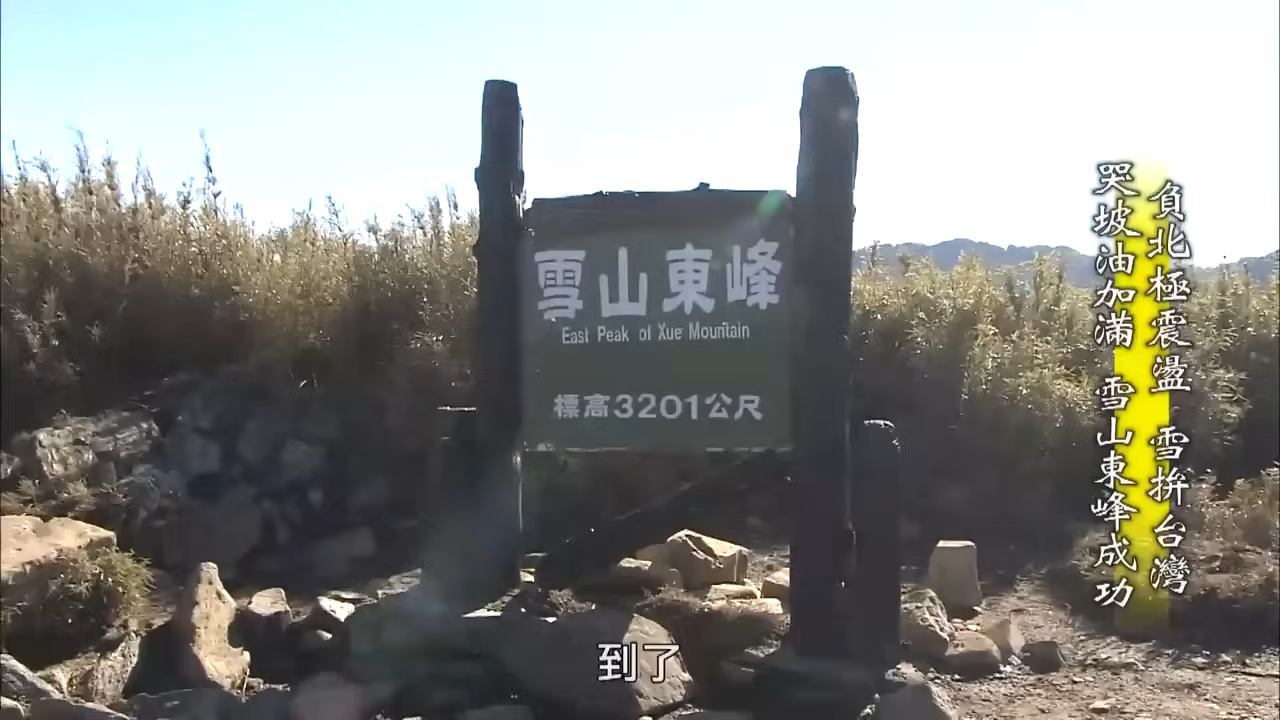 雪山東峰
East Peak of Xue Mountain
標高3201公尺
負北極震盪 雪拚台灣
哭坡油加滿 雪山東峰成功
到了